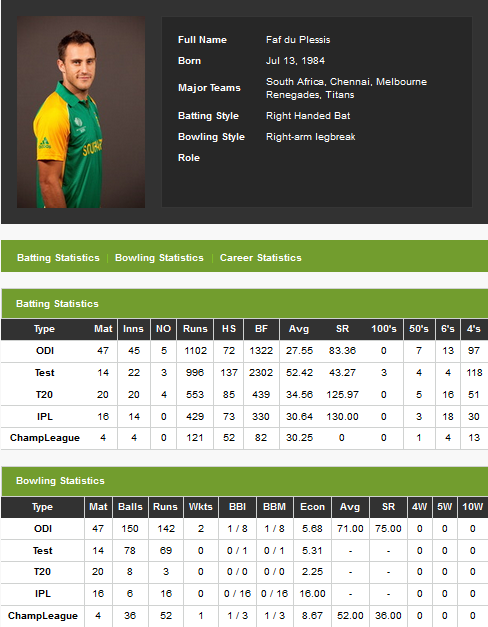 Full Name Faf du Plessis
Born Jul 13, 1984
Major Teams South Africa, Chennai, Melbourne
Renegades, Titans
Batting Style Right Handed Bat
Bowling Style Right-arm legbreak
Role
Batting Statistics | Bowling Statistics | Career Statistics
Batting Statistics
Type Mat Inns NO Runs HS BF Avg SR 100's 50's 6's 4's
ODI 47 45 5 1102 72 1322 27.55 83.36 0 7 13 97
Test 14 22 3 996 137 2302 52.42 43.27 3 4 4 118
T20 20 20 4 553 85 439 34.56 125.97 0 5 16 51
IPL 16 14 0 429 73 330 30.64 130.00 0 3 18 30
ChampLeague 4 4 0 121 52 82 30.25 0 0 1 4 13
Bowling Statistics
Type Mat Balls Runs Wkts BBI BBM Econ Avg SR 4W 5W 10W
ODI 47 150 142 2 1 / 8 1 / 8 5.68 71.00 75.00 0 0 0
Test 14 78 69 0 0 / 1 0 / 1 5.31 - - 0 0 0
T20 20 8 3 0 0 / 0 0 / 0 2.25 - - 0 0 0
IPL 16 6 16 0 0 / 16 0 / 16 16.00 - - 0 0 0
ChampLeague 4 36 52 1 1 / 3 1 / 3 8.67 52.00 36.00 0 0 0